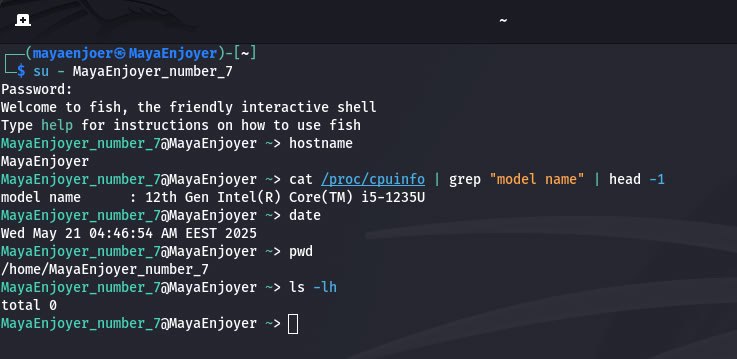 ~
┌──(mayaenjoer㉿MayaEnjoyer)-[~]
└─$ su - MayaEnjoyer_number_7
Password:
Welcome to fish, the friendly interactive shell
Type help for instructions on how to use fish
MayaEnjoyer_number_7@MayaEnjoyer ~> hostname
MayaEnjoyer
MayaEnjoyer_number_7@MayaEnjoyer ~> cat /proc/cpuinfo | grep "model name" | head -1
model name      : 12th Gen Intel(R) Core(TM) i5-1235U
MayaEnjoyer_number_7@MayaEnjoyer ~> date
Wed May 21 04:46:54 AM EEST 2025
MayaEnjoyer_number_7@MayaEnjoyer ~> pwd
/home/MayaEnjoyer_number_7
MayaEnjoyer_number_7@MayaEnjoyer ~> ls -lh
total 0
MayaEnjoyer_number_7@MayaEnjoyer ~>